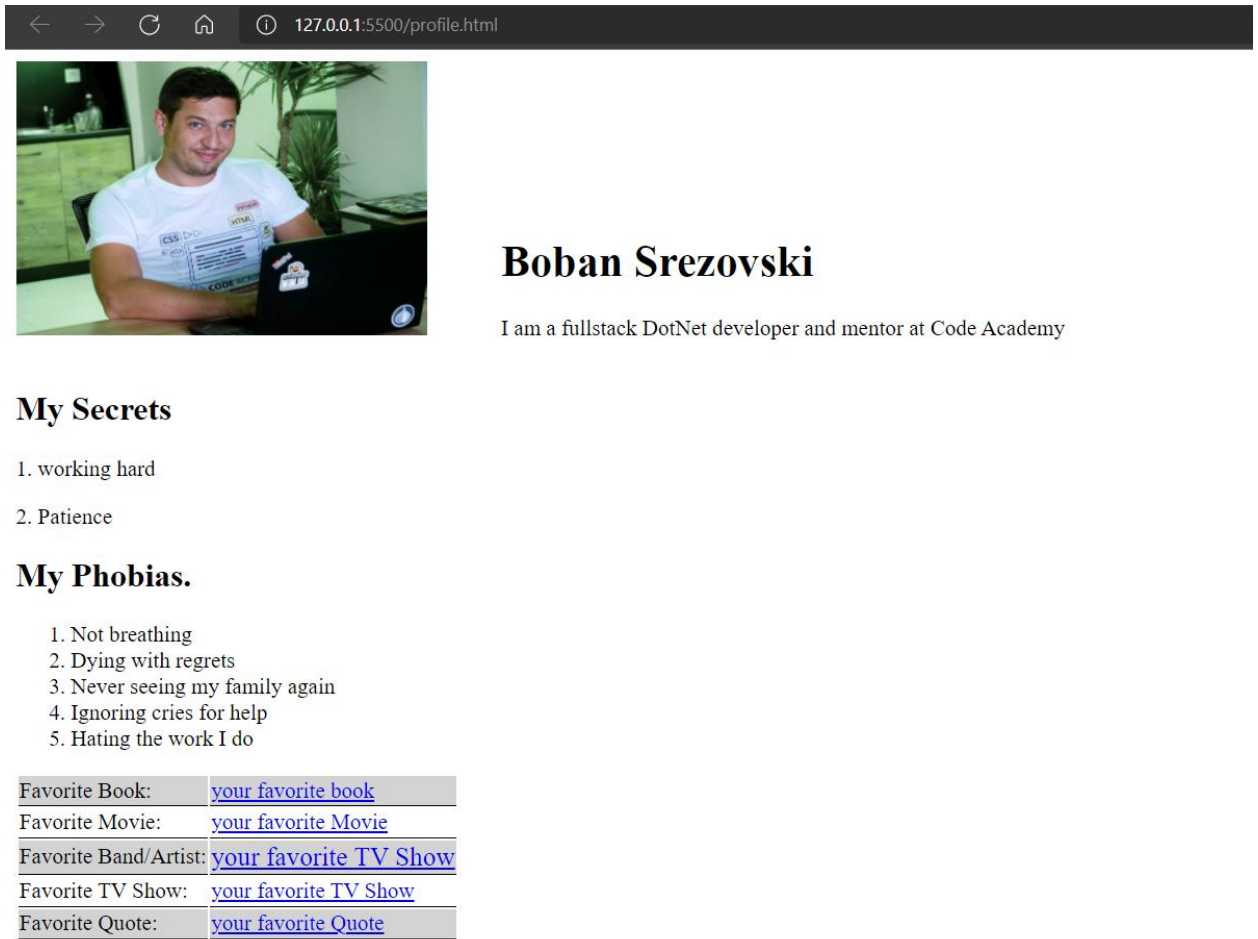 127.0.0.1:5500/profile.html
CSS
HTML
CODE
Boban Srezovski
I am a fullstack DotNet developer and mentor at Code Academy
My Secrets
1. working hard
2. Patience
My Phobias.
1. Not breathing
2. Dying with regrets
3. Never seeing my family again
4. Ignoring cries for help
5. Hating the work I do
Favorite Book: your favorite book
Favorite Movie: your favorite Movie
Favorite Band/Artist: your favorite TV Show
Favorite TV Show: your favorite TV Show
Favorite Quote: your favorite Quote